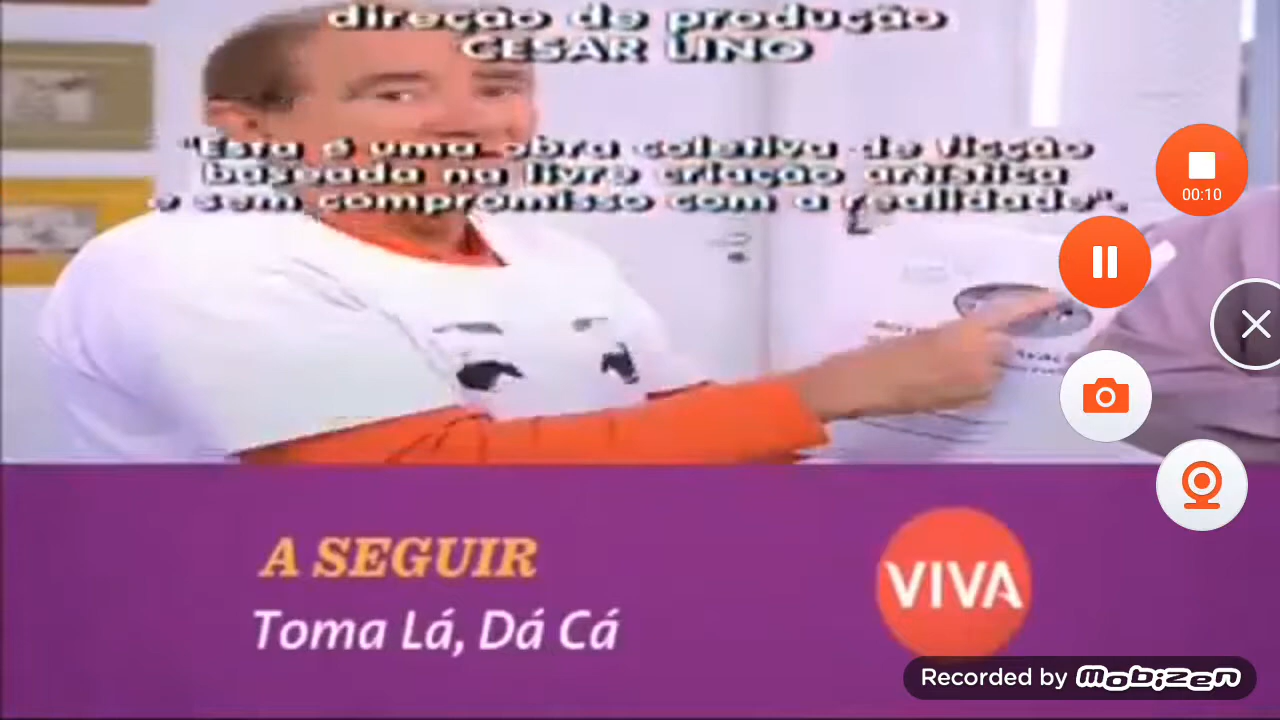 direção de produção
CESAR LINO
"Esta é uma obra coletiva de ficção
baseada na livre criação artística
e sem compromisso com a realidade".
00:10
A SEGUIR
Toma Lá, Dá Cá
VIVA
Recorded by mobizen